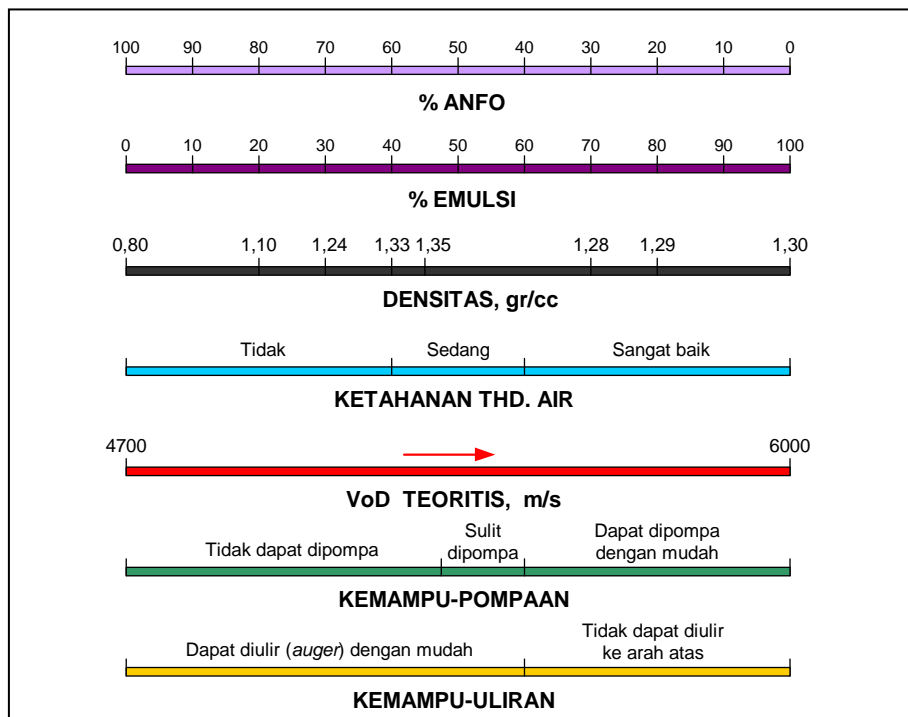 100 90 80 70 60 50 40 30 20 10 0
% ANFO
0 10 20 30 40 50 60 70 80 90 100
% EMULSI
0,80 1,10 1,24 1,33 1,35 1,28 1,29 1,30
DENSITAS, gr/cc
Tidak Sedang Sangat baik
KETAHANAN THD. AIR
4700 6000
VoD TEORITIS, m/s
Tidak dapat dipompa
Sulit
dipompa
Dapat dipompa
dengan mudah
KEMAMPU-POMPAAN
Dapat diulir (auger) dengan mudah
Tidak dapat diulir
ke arah atas
KEMAMPU-ULIRAN